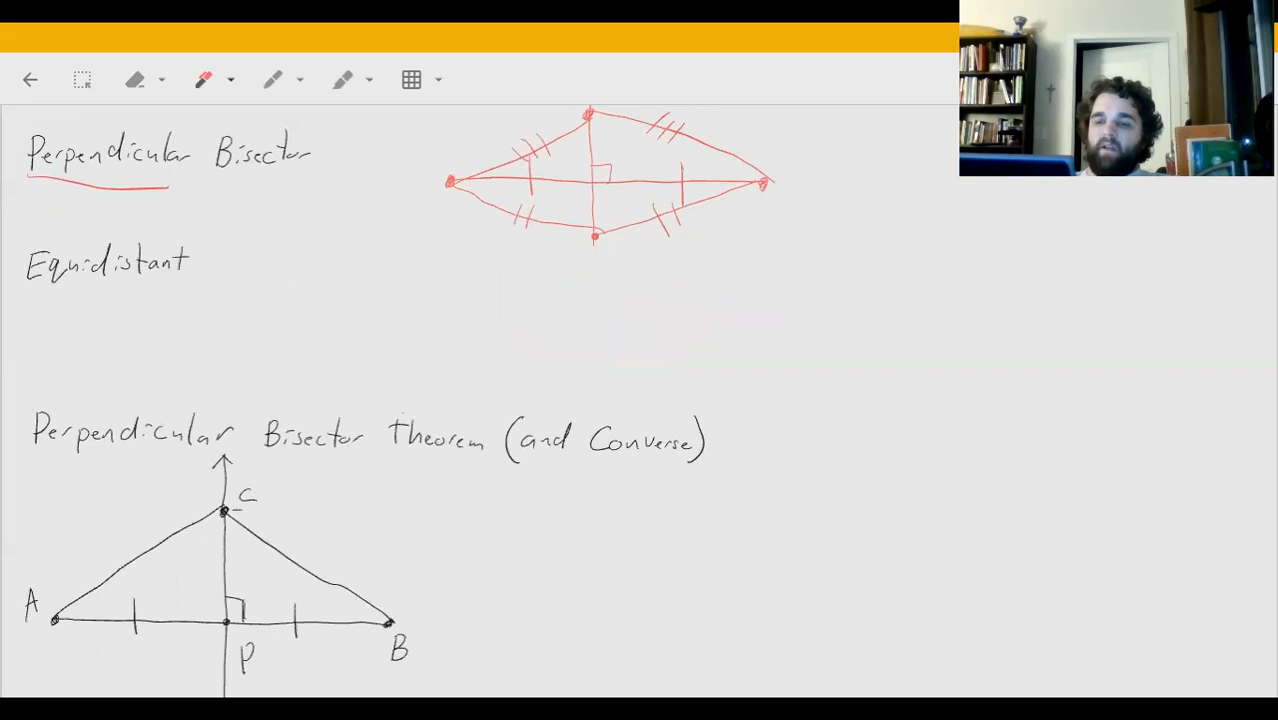 Perpendicular Bisector
Equidistant
Perpendicular Bisector Theorem (and Converse)
C
A
P
B